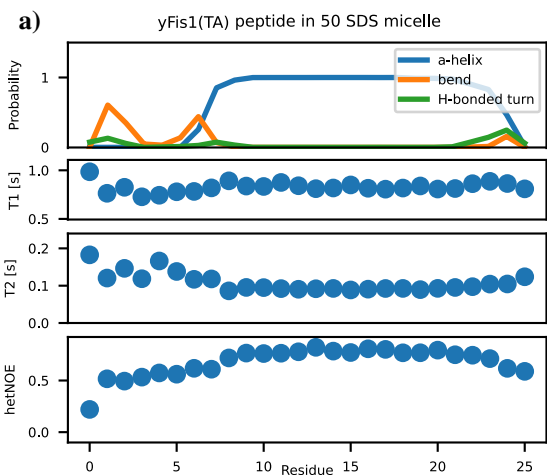 a) yFis1(TA) peptide in 50 SDS micelle
Probability
1
0
a-helix
bend
H-bonded turn
T1 [s]
1.0
0.5
T2 [s]
0.2
0.1
0.0
hetNOE
0.5
0.0
0 5 10 15 20 25
Residue